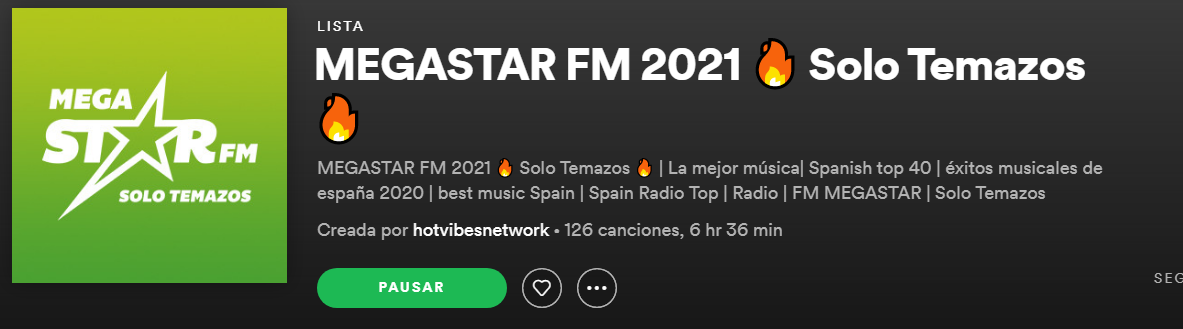 MEGA
STAR FM
SOLO TEMAZOS
LISTA
MEGASTAR FM 2021 🔥 Solo Temazos
🔥
MEGASTAR FM 2021 🔥 Solo Temazos 🔥 | La mejor música| Spanish top 40 | éxitos musicales de
españa 2020 | best music Spain | Spain Radio Top | Radio | FM MEGASTAR | Solo Temazos
Creada por hotvibesnetwork • 126 canciones, 6 hr 36 min
PAUSAR